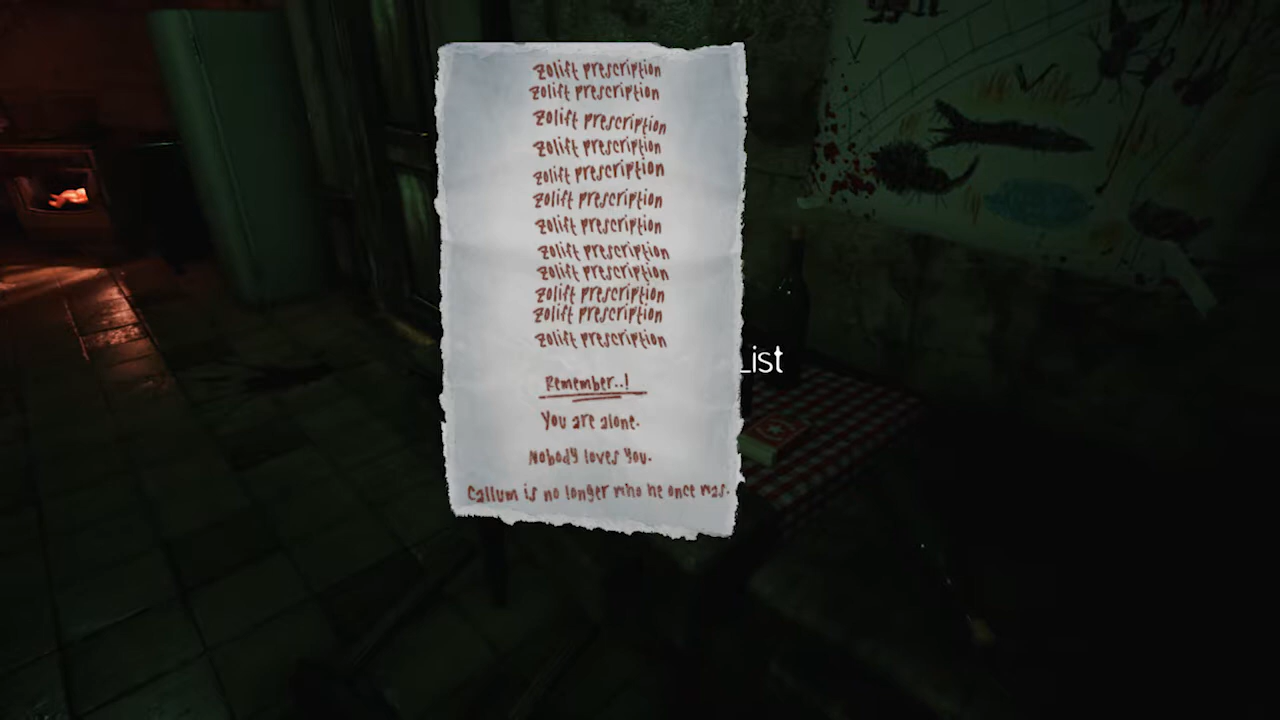 Zolift prescription
Zolift prescription
Zolift prescription
Zolift prescription
Zolift prescription
Zolift prescription
Zolift prescription
Zolift prescription
Zolift prescription
Zolift prescription
Zolift prescription
Zolift prescription
List
Remember..!
You are alone.
Nobody loves you.
Callum is no longer who he once was.